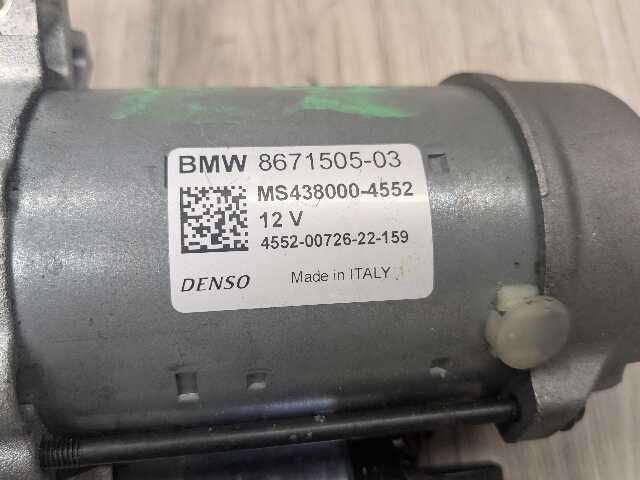 BMW 8671505-03
MS438000-4552
12 V
4552-00726-22-159
DENSO Made in ITALY